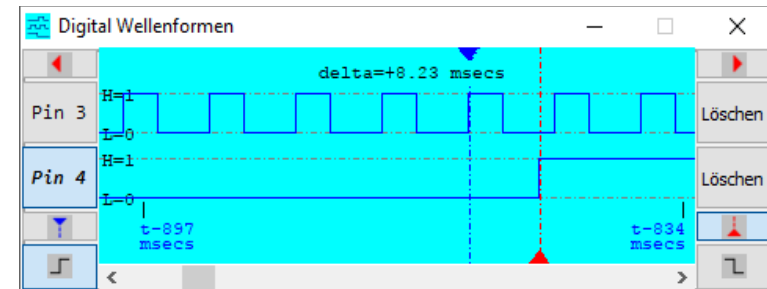 Digital Wellenformen
delta=+8.23 msecs
Pin 3
H=1
L=0
Löschen
Pin 4
H=1
L=0
Löschen
t-897
msecs
t-834
msecs